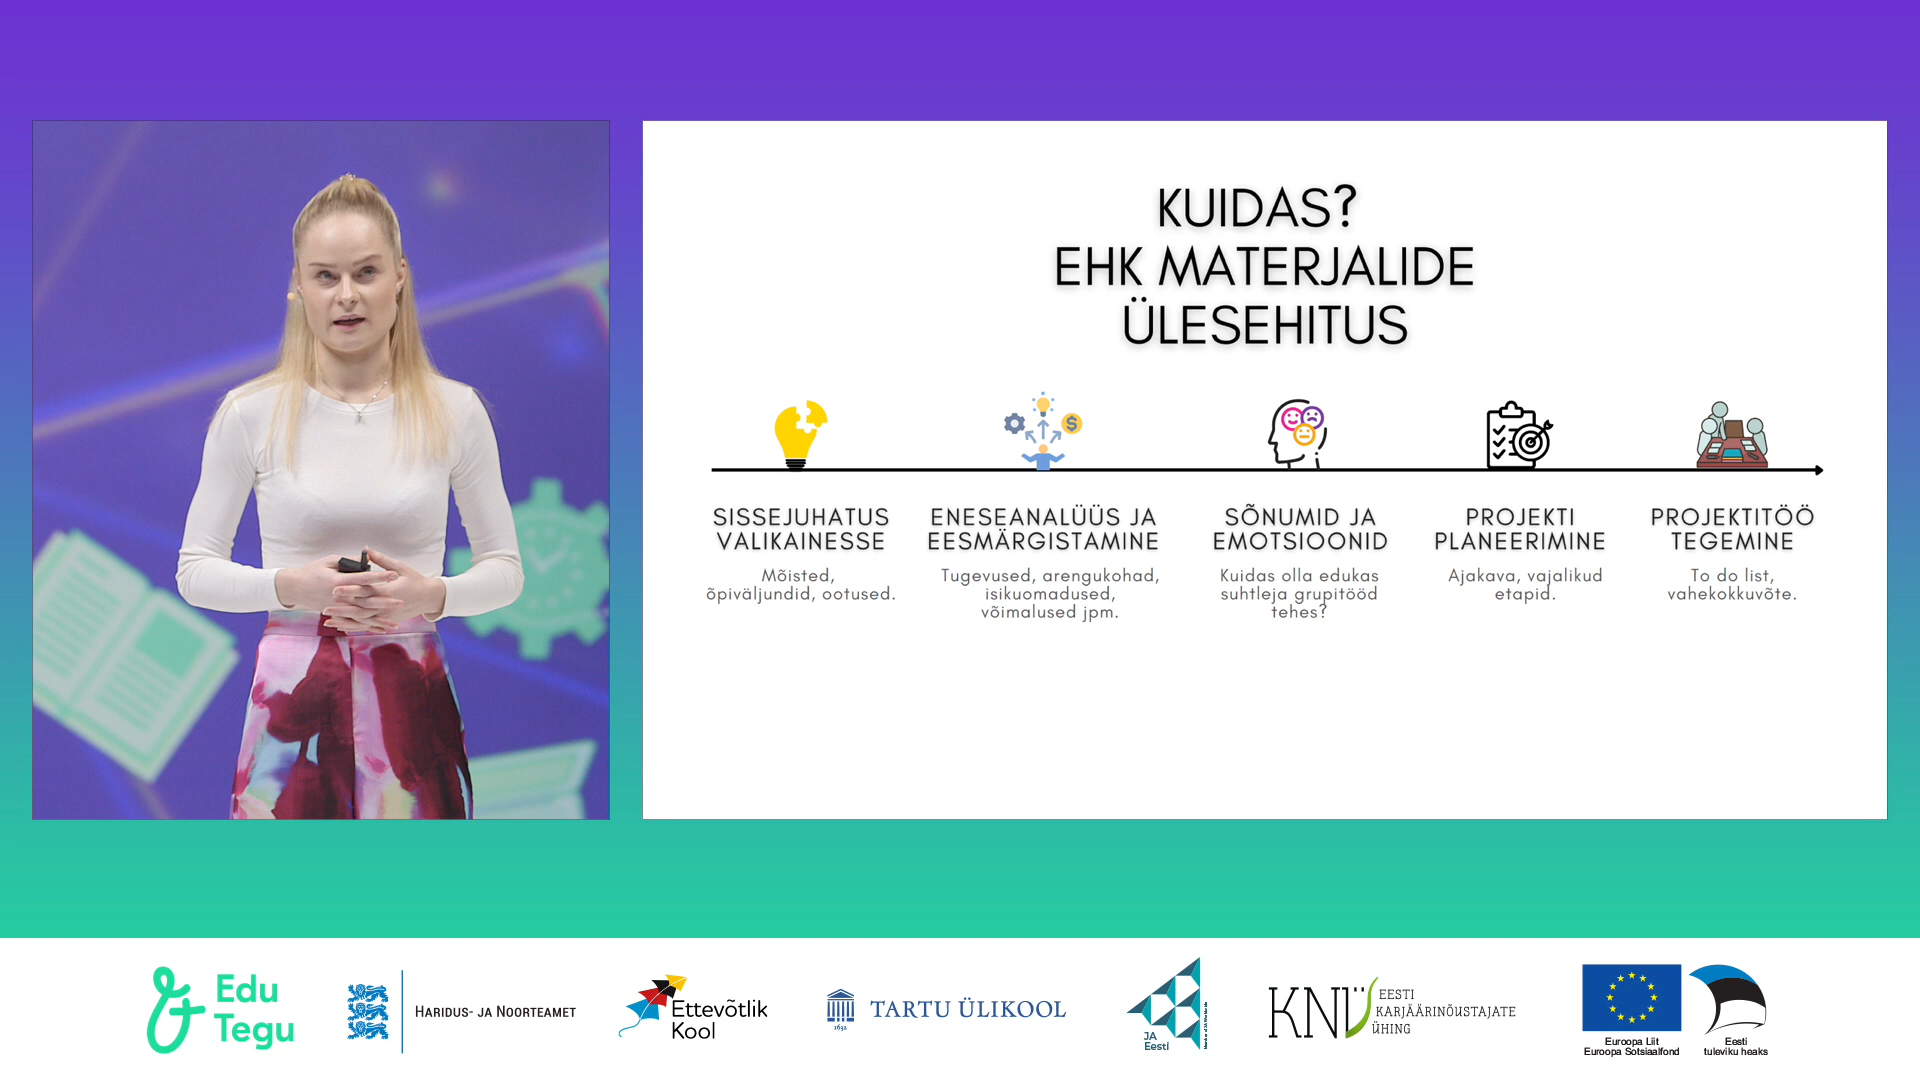 KUIDAS?
EHK MATERJALIDE
ÜLESEHITUS
SISSEJUHATUS
VALIKAINESSE
Mõisted,
õpiväljundid, ootused.
ENESEANALÜÜS JA
EESMÄRGISTAMINE
Tugevused, arengukohad,
isikuomadused,
võimalused jpm.
SÕNUMID JA
EMOTSIOONID
Kuidas olla edukas
suhtleja grupitööd
tehes?
PROJEKTI
PLANEERIMINE
Ajakava, vajalikud
etapid.
PROJEKTITÖÖ
TEGEMINE
To do list,
vahekokkuvõte.
Edu
Tegu
HARIDUS- JA NOORTEAMET
Ettevõtlik
Kool
1632
TARTU ÜLIKOOL
JA
Eesti
KNÜ
EESTI
KARJÄÄRINÕUSTAJATE
ÜHING
Euroopa Liit
Euroopa Sotsiaalfond
Eesti
tuleviku heaks